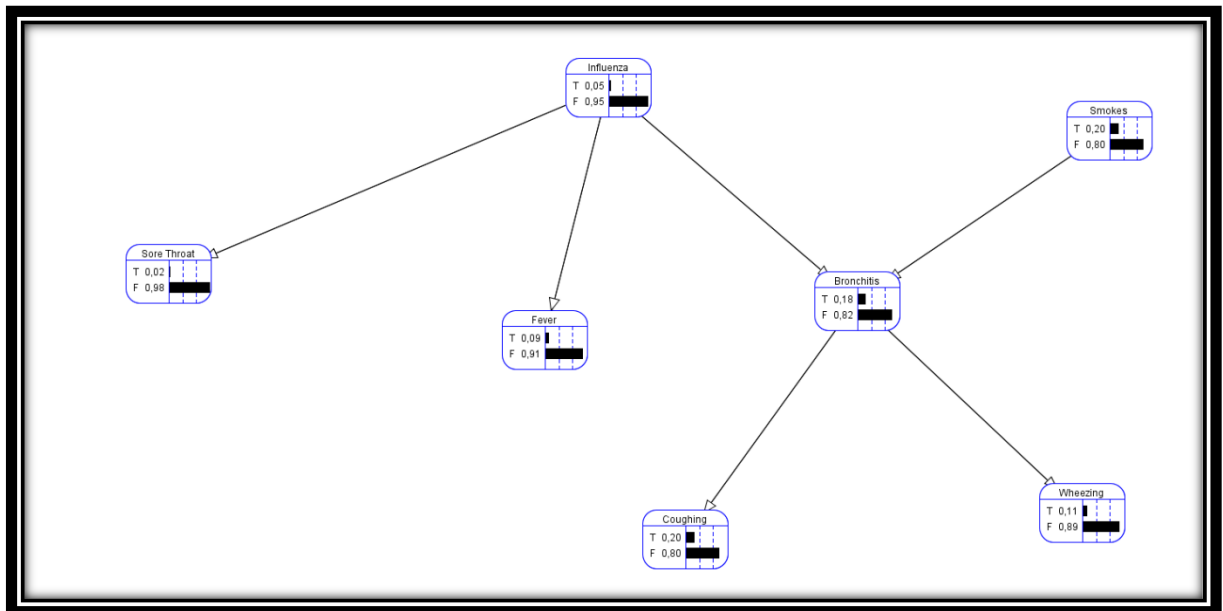 Influenza
T 0,05
F 0,95
Smokes
T 0,20
F 0,80
Sore Throat
T 0,02
F 0,98
Bronchitis
T 0,18
F 0,82
Fever
T 0,09
F 0,91
Wheezing
T 0,11
F 0,89
Coughing
T 0,20
F 0,80